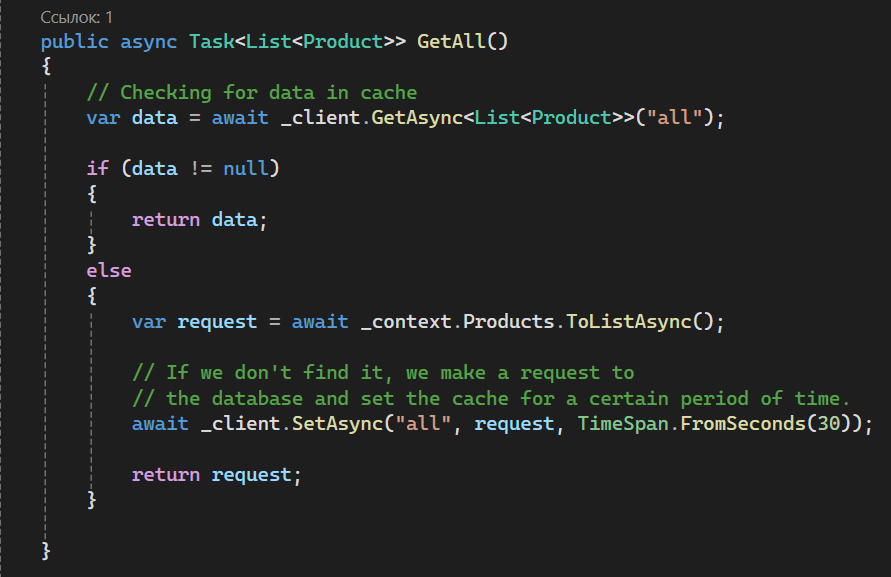 Ссылок: 1
public async Task<List<Product>> GetAll()
{
// Checking for data in cache
var data = await _client.GetAsync<List<Product>>("all");
if (data != null)
{
return data;
}
else
{
var request = await _context.Products.ToListAsync();
// If we don't find it, we make a request to
// the database and set the cache for a certain period of time.
await _client.SetAsync("all", request, TimeSpan.FromSeconds(30));
return request;
}
}